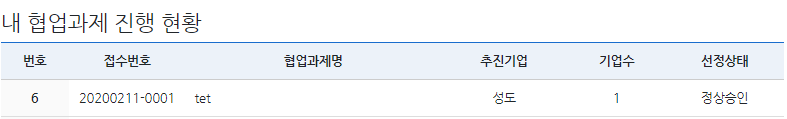 내 협업과제 진행 현황
번호 접수번호 협업과제명 추진기업 기업수 선정상태
6 20200211-0001 tet 성도 1 정상승인